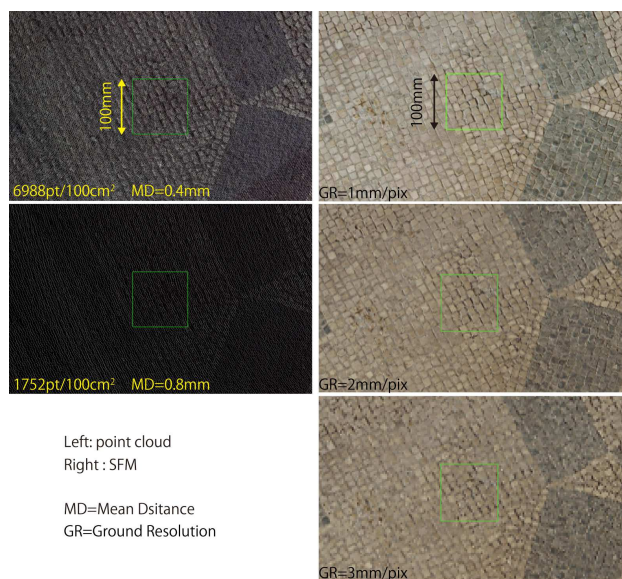 100mm
6988pt/100cm² MD=0.4mm
100mm
GR=1mm/pix
1752pt/100cm² MD=0.8mm
GR=2mm/pix
Left: point cloud
Right : SFM
MD=Mean Dsitance
GR=Ground Resolution
GR=3mm/pix